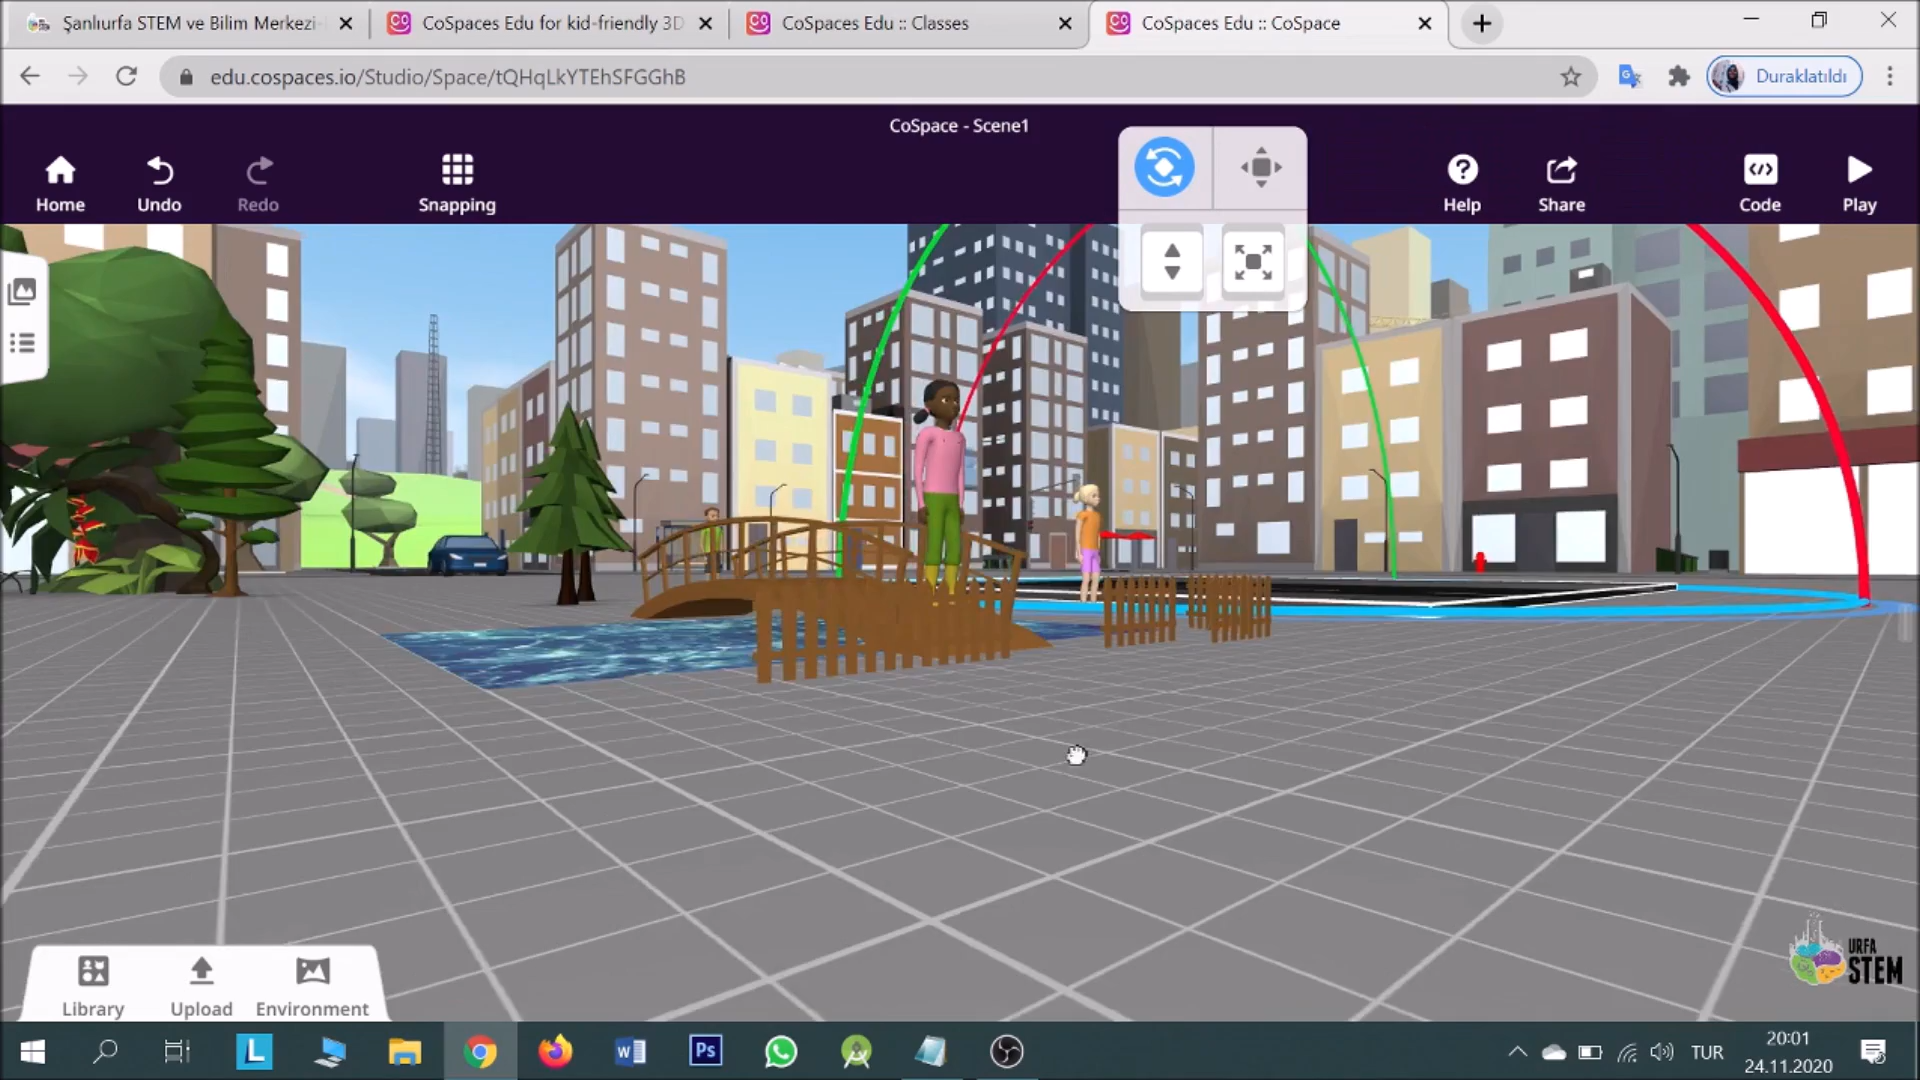 Şanlıurfa STEM ve Bilim Merkezi-
CoSpaces Edu for kid-friendly 3D
CoSpaces Edu :: Classes
CoSpaces Edu :: CoSpace
edu.cospaces.io/Studio/Space/tQHqLkYTEhSFGGhB
Duraklatıldı
CoSpace - Scene1
Home
Undo
Redo
Snapping
Help
Share
Code
Play
URFA
STEM
Library
Upload
Environment
L
W
Ps
TUR
20:01
24.11.2020